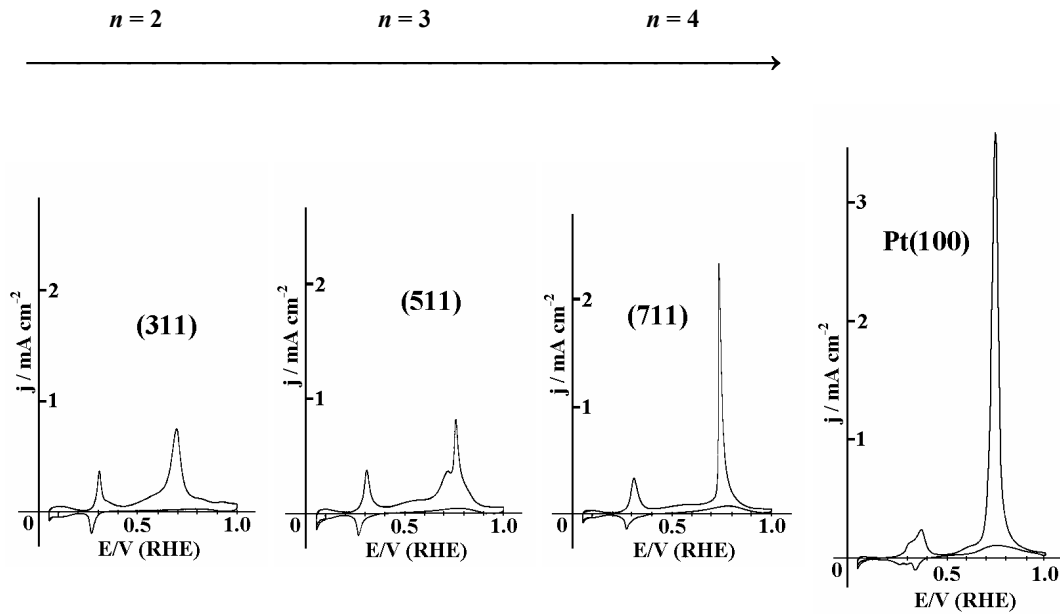 n = 2 n = 3 n = 4
j / mA cm⁻²
2
1
(311)
0 0.5 1.0
E/V (RHE)
j / mA cm⁻²
2
1
(511)
0 0.5 1.0
E/V (RHE)
j / mA cm⁻²
2
1
(711)
0 0.5 1.0
E/V (RHE)
j / mA cm⁻²
3
2
1
Pt(100)
0 0.5 1.0
E/V (RHE)